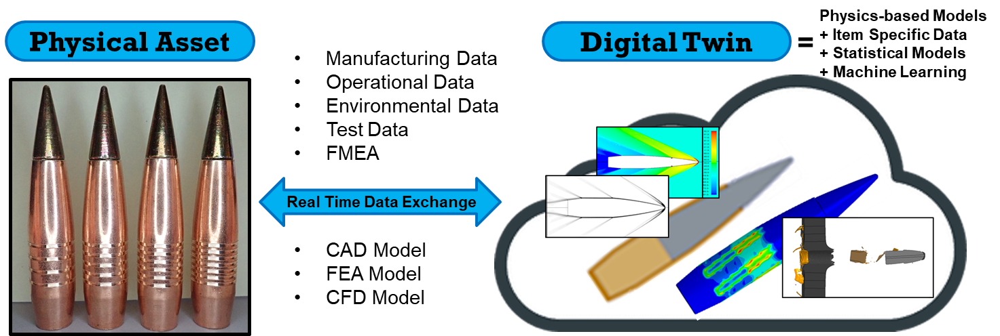 Physical Asset
• Manufacturing Data
• Operational Data
• Environmental Data
• Test Data
• FMEA
Real Time Data Exchange
• CAD Model
• FEA Model
• CFD Model
Digital Twin
=
Physics-based Models
+ Item Specific Data
+ Statistical Models
+ Machine Learning